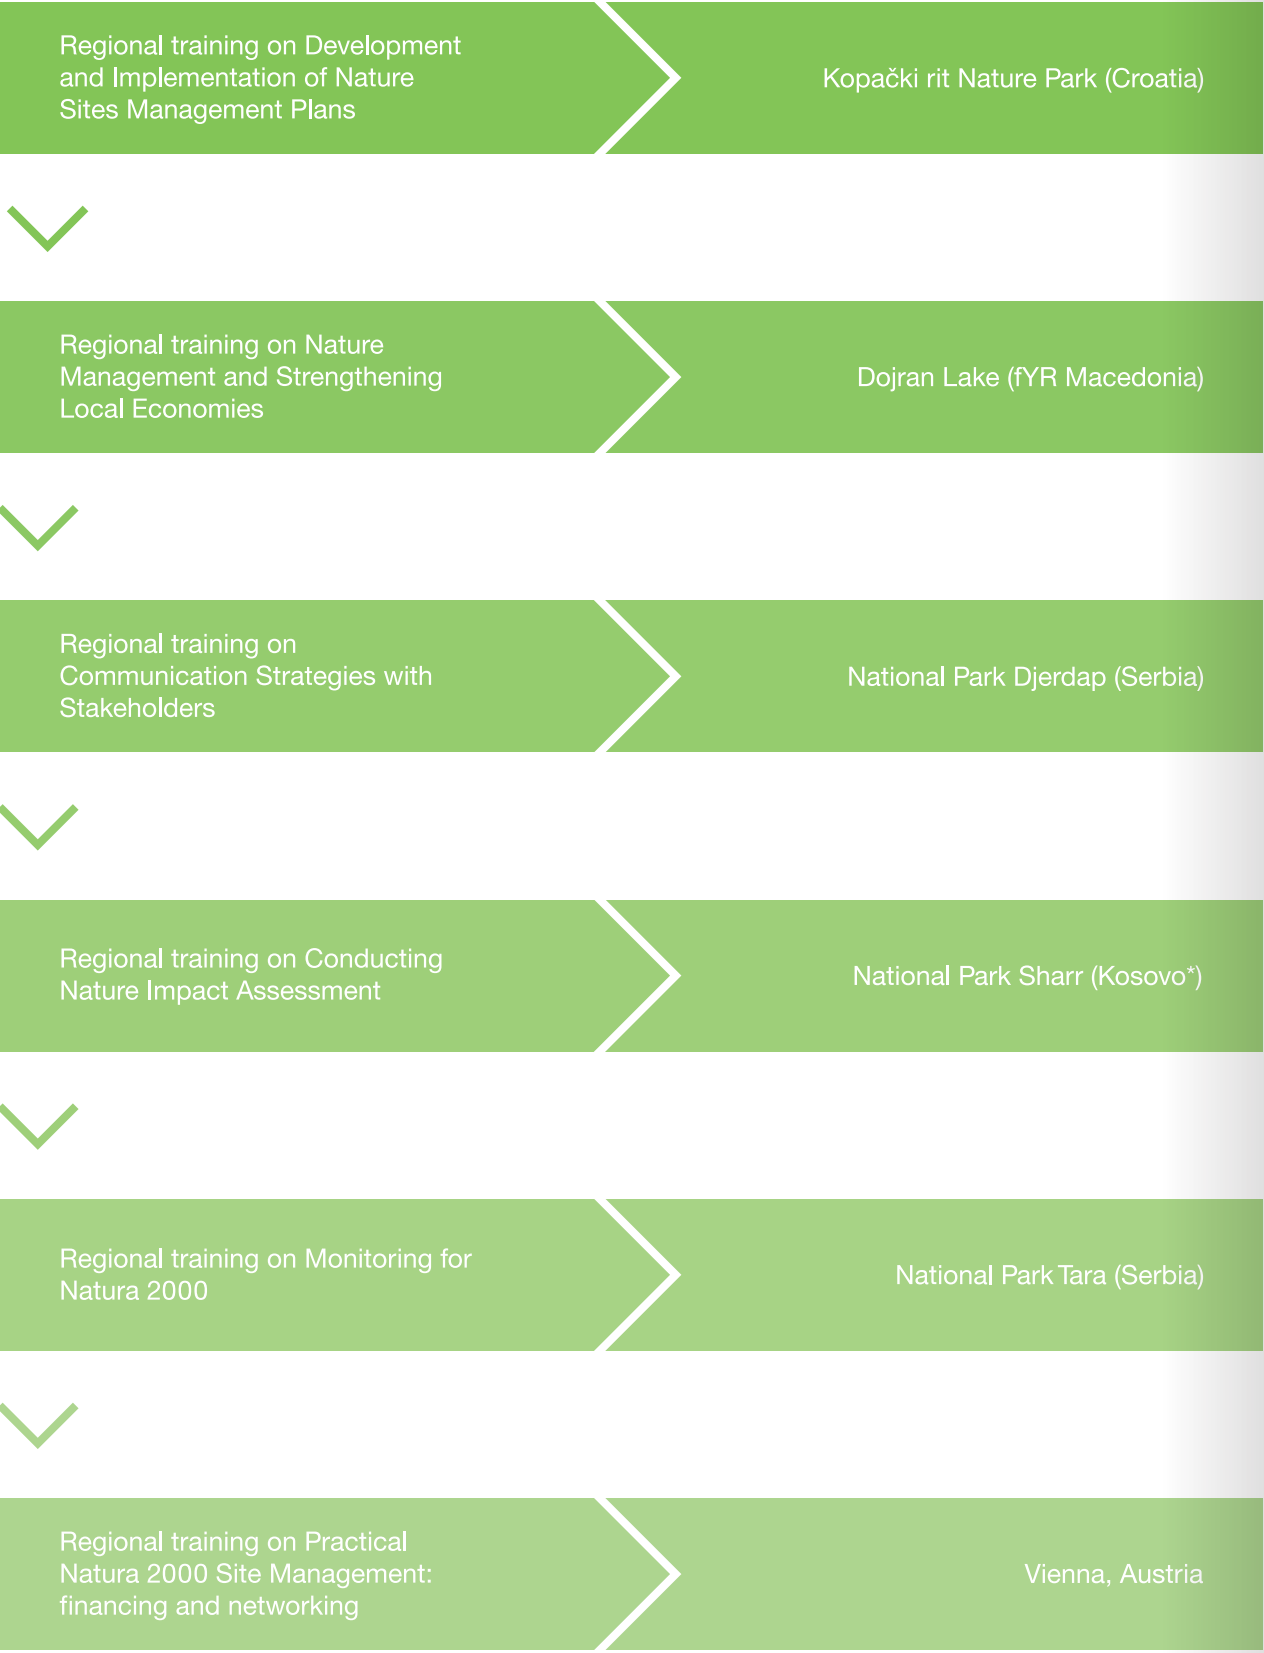 Regional training on Development
and Implementation of Nature
Sites Management Plans
Kopački rit Nature Park (Croatia)
Regional training on Nature
Management and Strengthening
Local Economies
Dojran Lake (fYR Macedonia)
Regional training on
Communication Strategies with
Stakeholders
National Park Djerdap (Serbia)
Regional training on Conducting
Nature Impact Assessment
National Park Sharr (Kosovo*)
Regional training on Monitoring for
Natura 2000
National Park Tara (Serbia)
Regional training on Practical
Natura 2000 Site Management:
financing and networking
Vienna, Austria